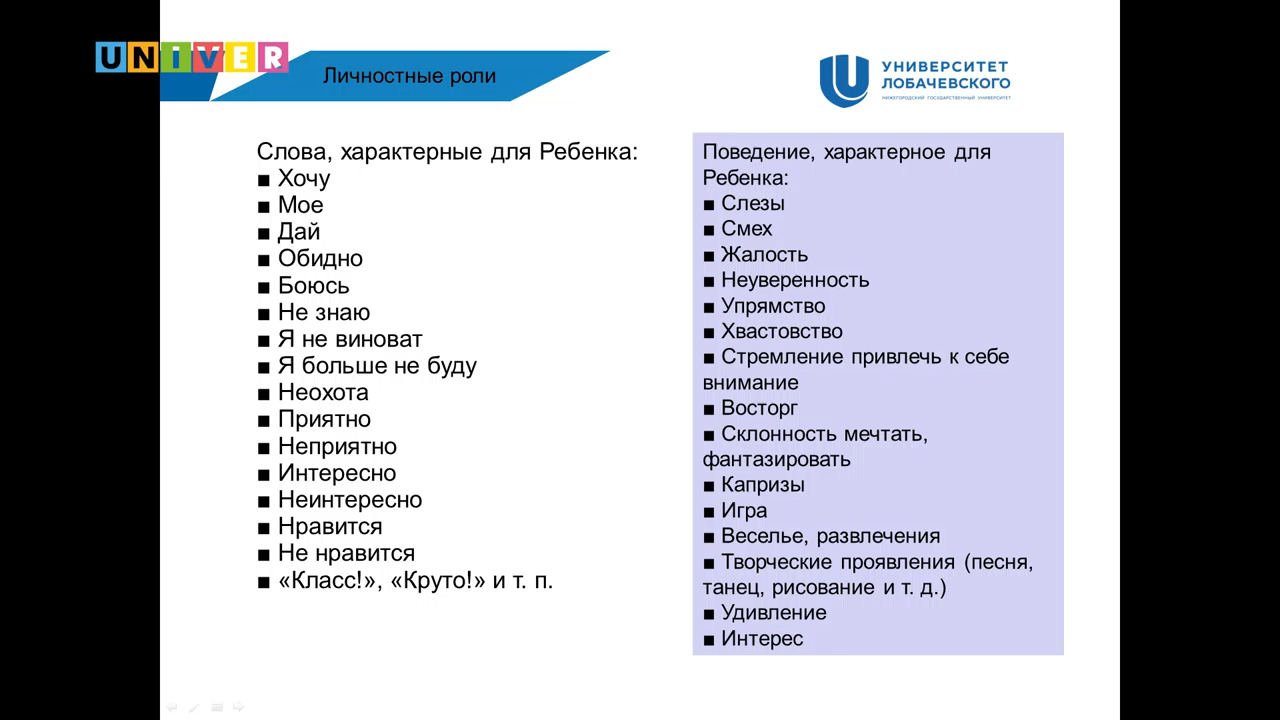 UNIVER
Личностные роли
УНИВЕРСИТЕТ
ЛОБАЧЕВСКОГО
НИЖЕГОРОДСКИЙ ГОСУДАРСТВЕННЫЙ УНИВЕРСИТЕТ
Слова, характерные для Ребенка:
■ Хочу
■ Мое
■ Дай
■ Обидно
■ Боюсь
■ Не знаю
■ Я не виноват
■ Я больше не буду
■ Неохота
■ Приятно
■ Неприятно
■ Интересно
■ Неинтересно
■ Нравится
■ Не нравится
■ «Класс!», «Круто!» и т. п.
Поведение, характерное для
Ребенка:
■ Слезы
■ Смех
■ Жалость
■ Неуверенность
■ Упрямство
■ Хвастовство
■ Стремление привлечь к себе
внимание
■ Восторг
■ Склонность мечтать,
фантазировать
■ Капризы
■ Игра
■ Веселье, развлечения
■ Творческие проявления (песня,
танец, рисование и т. д.)
■ Удивление
■ Интерес